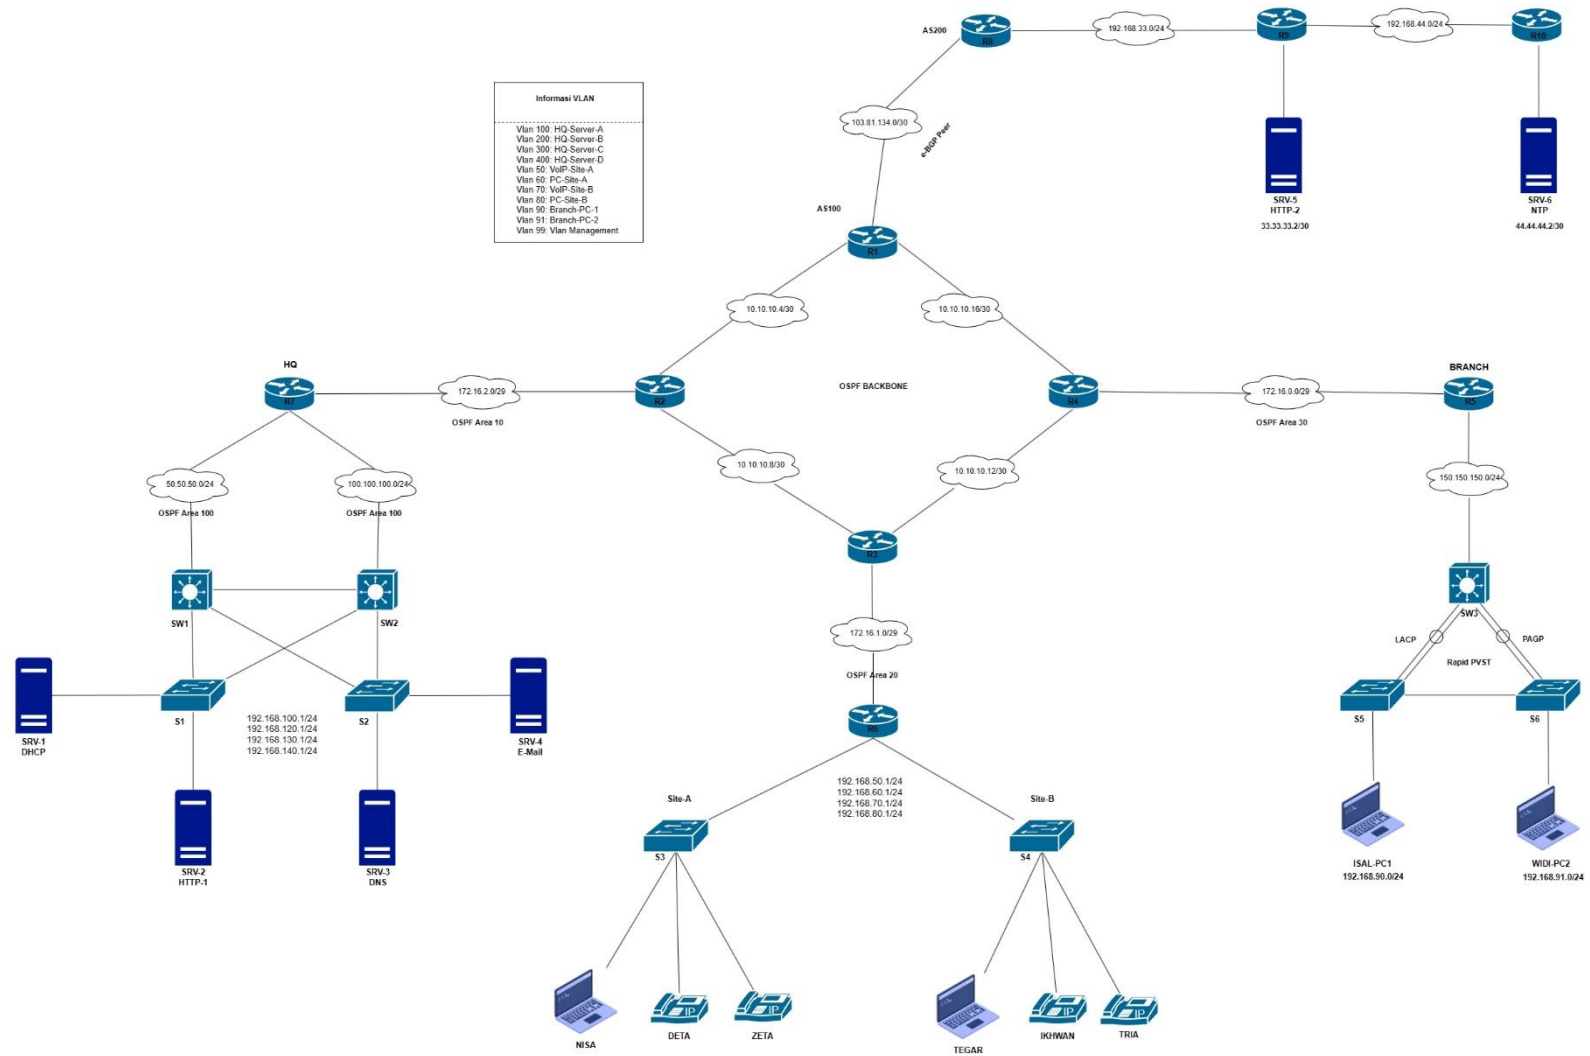 AS200
R8
192.168.33.0/24
R9
192.168.44.0/24
R10
Informasi VLAN
Vlan 100: HQ-Server-A
Vlan 200: HQ-Server-B
Vlan 300: HQ-Server-C
Vlan 400: HQ-Server-D
Vlan 50: VoIP-Site-A
Vlan 60: PC-Site-A
Vlan 70: VoIP-Site-B
Vlan 80: PC-Site-B
Vlan 90: Branch-PC-1
Vlan 91: Branch-PC-2
Vlan 99: Vlan Management
103.81.134.0/30
e-BGP Peer
SRV-5
HTTP-2
33.33.33.2/30
SRV-6
NTP
44.44.44.2/30
AS100
R1
10.10.10.4/30
10.10.10.16/30
HQ
R7
172.16.2.0/29
OSPF Area 10
R2
OSPF BACKBONE
R4
172.16.0.0/29
OSPF Area 30
BRANCH
R5
10.10.10.8/30
10.10.10.12/30
50.50.50.0/24
OSPF Area 100
100.100.100.0/24
OSPF Area 100
150.150.150.0/24
R3
SW1
SW2
SW3
172.16.1.0/29
OSPF Area 20
LACP
PAGP
Rapid PVST
R6
SRV-1
DHCP
S1
192.168.100.1/24
192.168.120.1/24
192.168.130.1/24
192.168.140.1/24
S2
SRV-4
E-Mail
S5
S6
Site-A
192.168.50.1/24
192.168.60.1/24
192.168.70.1/24
192.168.80.1/24
Site-B
S3
S4
SRV-2
HTTP-1
SRV-3
DNS
ISAL-PC1
192.168.90.0/24
WIDI-PC2
192.168.91.0/24
IP
IP
IP
IP
NISA
DETA
ZETA
TEGAR
IKHWAN
TRIA